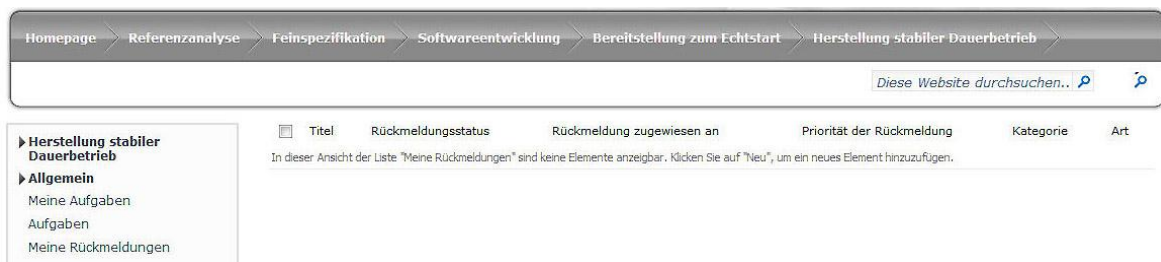 Homepage Referenzanalyse Feinspezifikation Softwareentwicklung Bereitstellung zum Echtstart Herstellung stabiler Dauerbetrieb
Diese Website durchsuchen..
Herstellung stabiler
Dauerbetrieb
Allgemein
Meine Aufgaben
Aufgaben
Meine Rückmeldungen
Titel Rückmeldungsstatus Rückmeldung zugewiesen an Priorität der Rückmeldung Kategorie Art
In dieser Ansicht der Liste "Meine Rückmeldungen" sind keine Elemente anzeigbar. Klicken Sie auf "Neu", um ein neues Element hinzuzufügen.